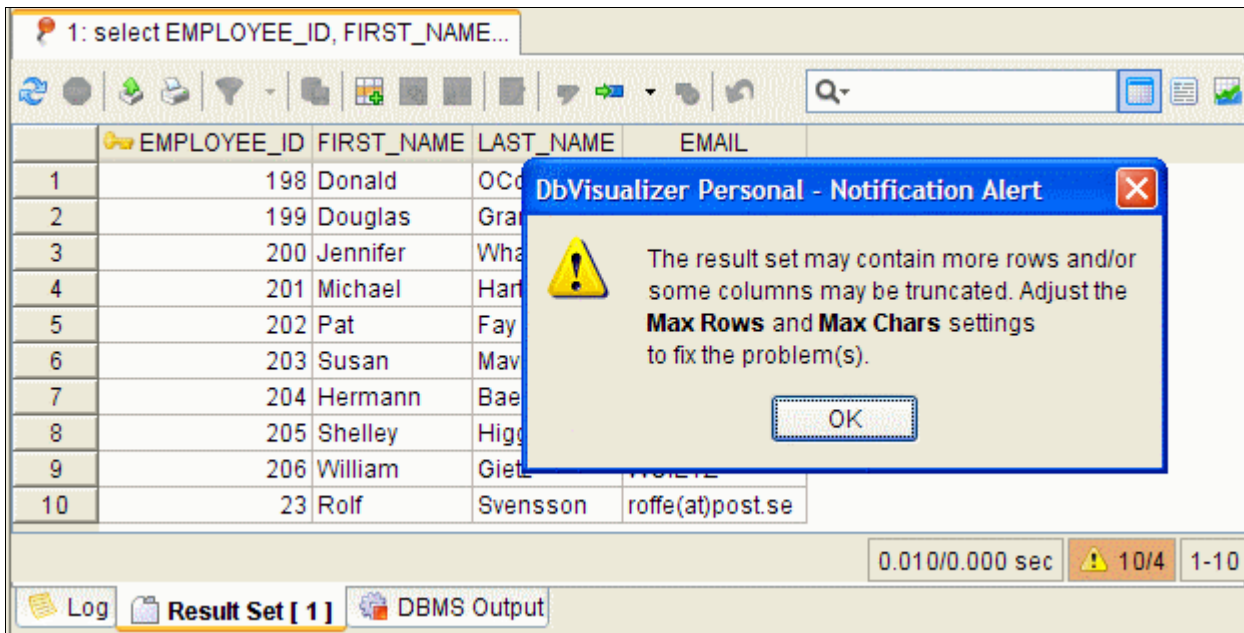 1: select EMPLOYEE_ID, FIRST_NAME...
EMPLOYEE_ID FIRST_NAME LAST_NAME EMAIL
1 198 Donald
2 199 Douglas
3 200 Jennifer
4 201 Michael
5 202 Pat Fay
6 203 Susan
7 204 Hermann
8 205 Shelley
9 206 William
10 23 Rolf Svensson roffe(at)post.se
DbVisualizer Personal - Notification Alert
The result set may contain more rows and/or
some columns may be truncated. Adjust the
Max Rows and Max Chars settings
to fix the problem(s).
OK
0.010/0.000 sec 10/4 1-10
Log Result Set [ 1 ] DBMS Output